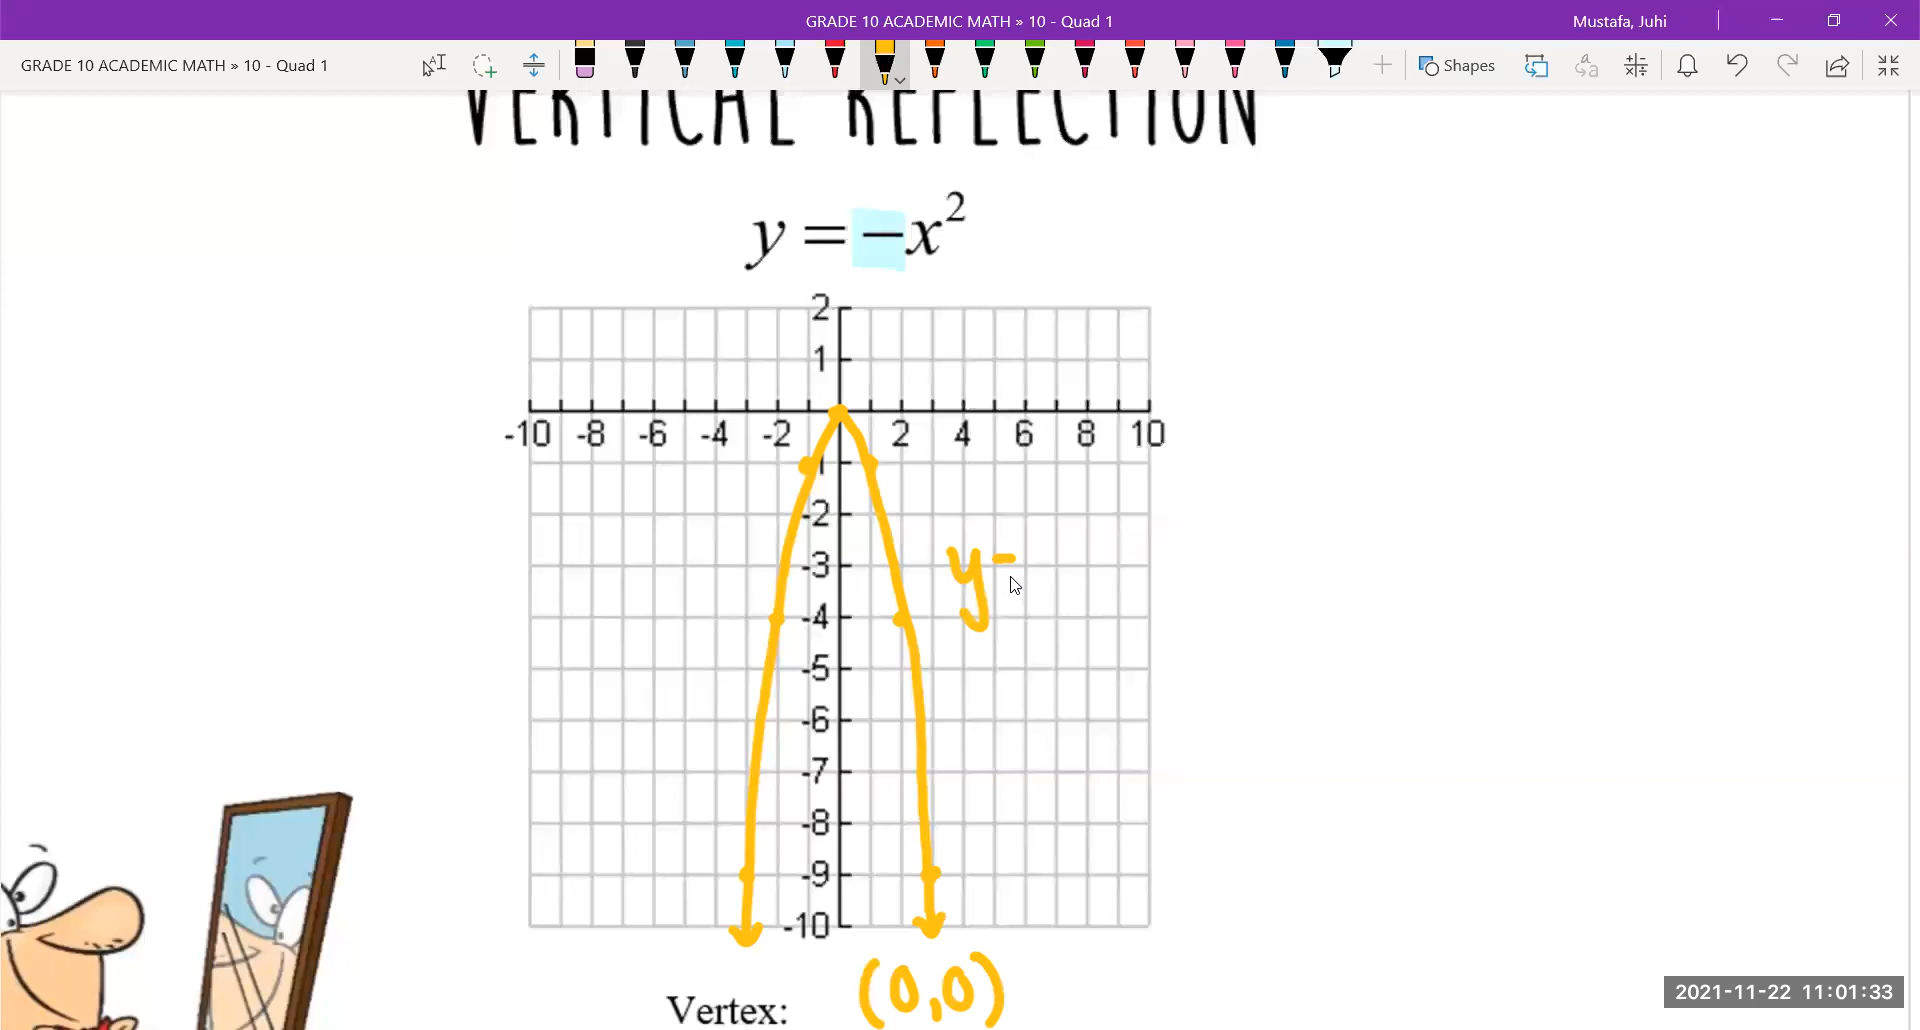 GRADE 10 ACADEMIC MATH » 10 - Quad 1
Mustafa, Juhi
GRADE 10 ACADEMIC MATH » 10 - Quad 1
Shapes
VERTICAL REFLECTION
y = -x²
2
1
-10 -8 -6 -4 -2 2 4 6 8 10
-2
-3
y=
-4
-5
-6
-7
-8
-9
-10
Vertex: (0,0)
2021-11-22 11:01:33